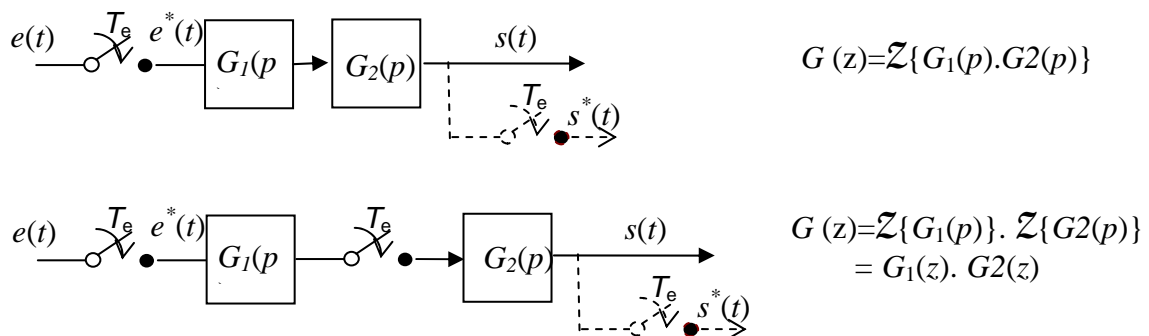 e(t) Te e*(t) G1(p G2(p) s(t) G (z)=Z{G1(p).G2(p)}
Te s*(t)
e(t) Te e*(t) G1(p Te G2(p) s(t) G (z)=Z{G1(p)}. Z{G2(p)}
= G1(z). G2(z)
Te s*(t)